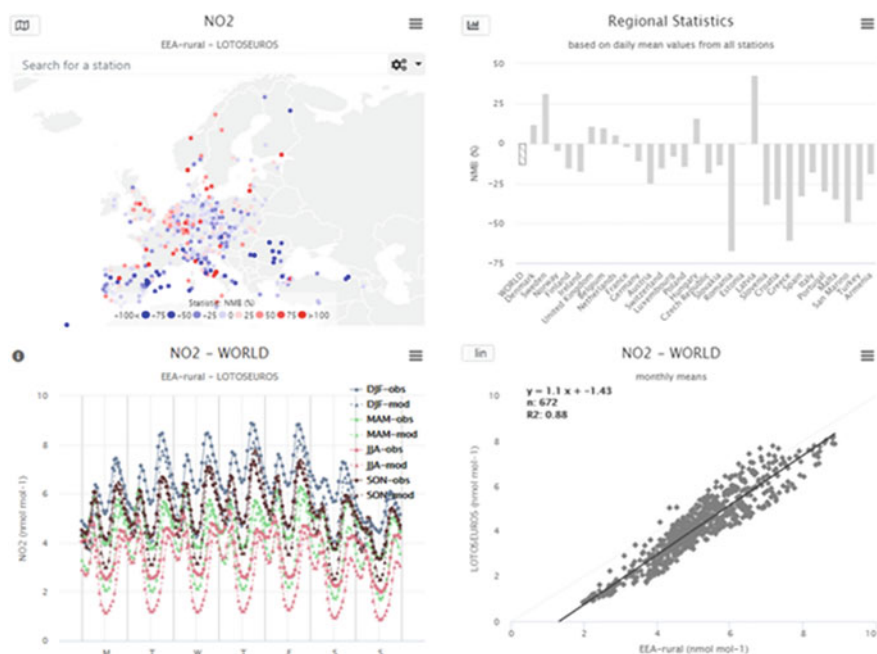 NO2
EEA-rural - LOTOSEUROS
Search for a station
Statistic: NME (%)
-100< -75 -50 -25 0 25 50 75 >100
Regional Statistics
based on daily mean values from all stations
NME (%)
50
25
0
-25
-50
-75
WORLD
Denmark
Sweden
Norway
Finland
Ireland
United Kingdom
Belgium
Netherlands
France
Germany
Austria
Switzerland
Luxembourg
Poland
Hungary
Czech Republic
Slovakia
Romania
Estonia
Latvia
Slovenia
Croatia
Greece
Spain
Italy
Portugal
Malta
San Marino
Turkey
Armenia
NO2 - WORLD
EEA-rural - LOTOSEUROS
NO2 (nmol mol-1)
10
8
6
4
2
0
DJF-obs
DJF-mod
MAM-obs
MAM-mod
JJA-obs
JJA-mod
SON-obs
SON-mod
M T W T F S S
lin
NO2 - WORLD
monthly means
y = 1.1 x + -1.43
n: 672
R2: 0.88
LOTOSEUROS (nmol mol-1)
10
8
6
4
2
0
0 2 4 6 8 10
EEA-rural (nmol mol-1)